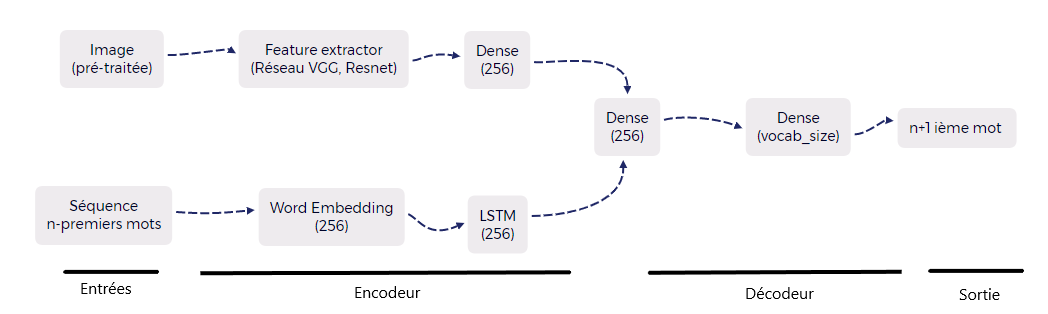 Image
(pré-traitée)
Feature extractor
(Réseau VGG, Resnet)
Dense
(256)
Dense
(256)
Dense
(vocab_size)
n+1 ième mot
Séquence
n-premiers mots
Word Embedding
(256)
LSTM
(256)
Entrées
Encodeur
Décodeur
Sortie